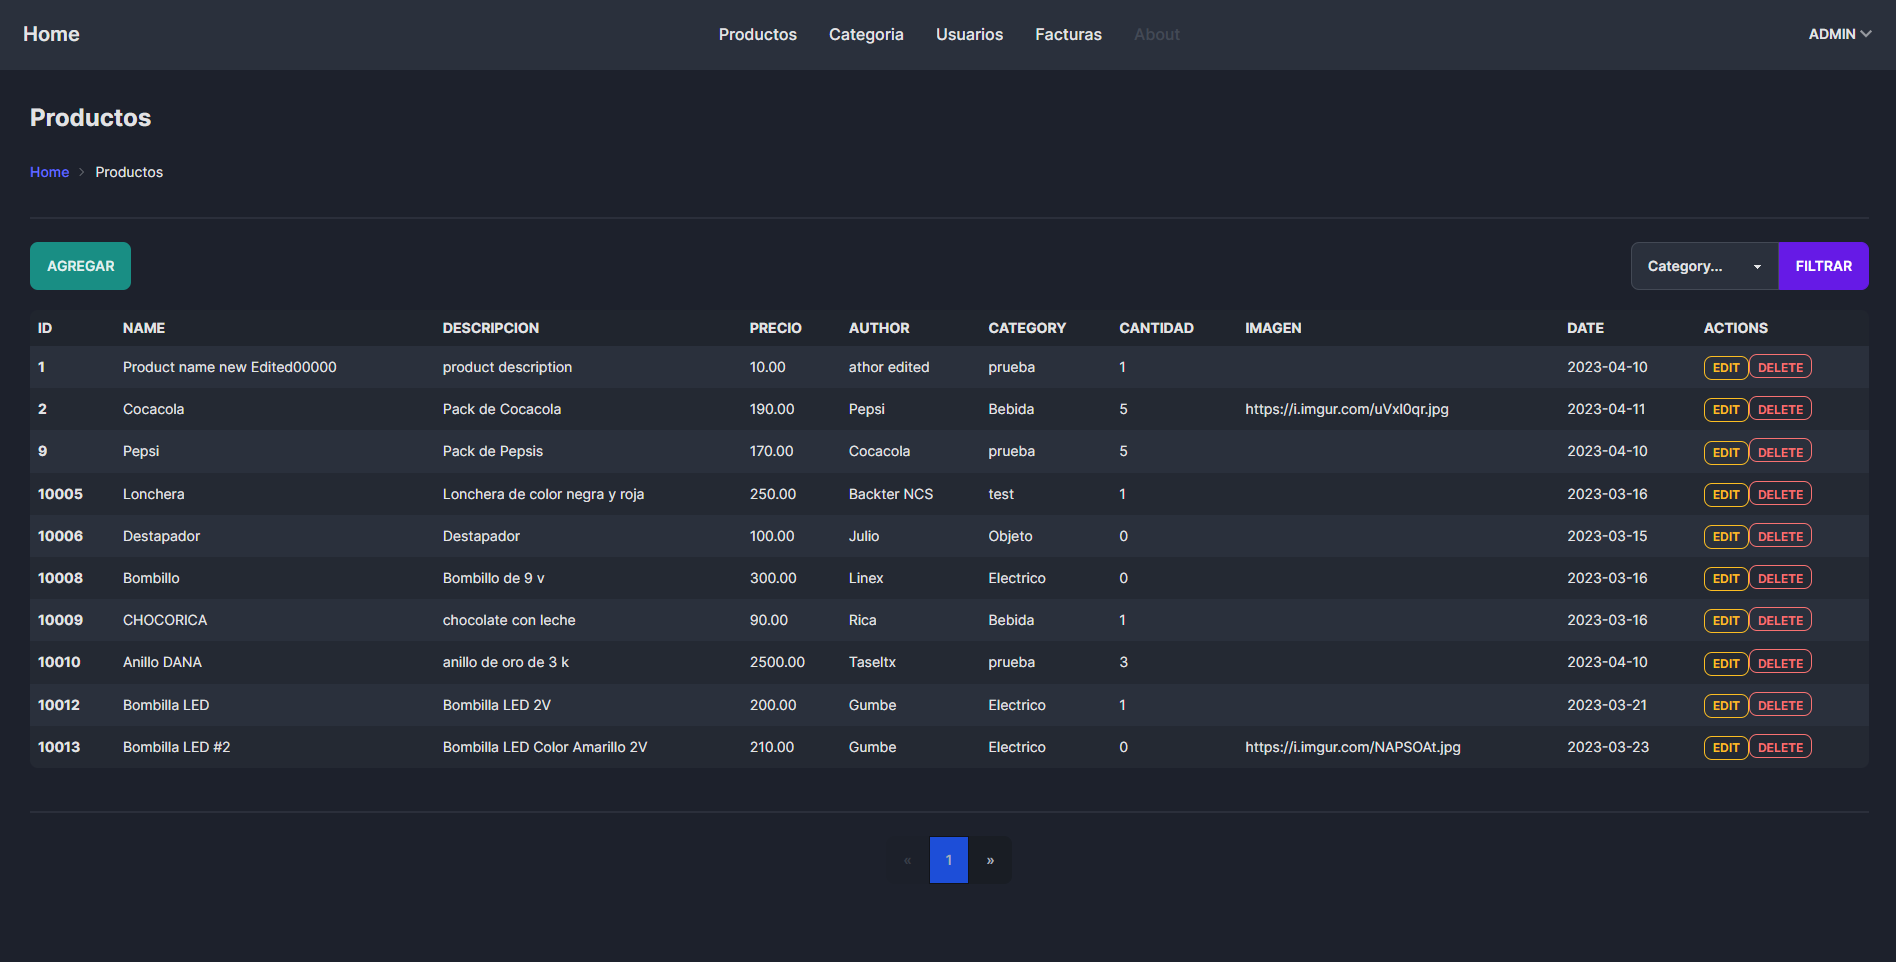 Home Productos Categoria Usuarios Facturas About ADMIN
Productos
Home > Productos
AGREGAR Category... FILTRAR
ID NAME DESCRIPCION PRECIO AUTHOR CATEGORY CANTIDAD IMAGEN DATE ACTIONS
1 Product name new Edited00000 product description 10.00 athor edited prueba 1 2023-04-10 EDIT DELETE
2 Cocacola Pack de Cocacola 190.00 Pepsi Bebida 5 https://i.imgur.com/uVxl0qr.jpg 2023-04-11 EDIT DELETE
9 Pepsi Pack de Pepsis 170.00 Cocacola prueba 5 2023-04-10 EDIT DELETE
10005 Lonchera Lonchera de color negra y roja 250.00 Backter NCS test 1 2023-03-16 EDIT DELETE
10006 Destapador Destapador 100.00 Julio Objeto 0 2023-03-15 EDIT DELETE
10008 Bombillo Bombillo de 9 v 300.00 Linex Electrico 0 2023-03-16 EDIT DELETE
10009 CHOCORICA chocolate con leche 90.00 Rica Bebida 1 2023-03-16 EDIT DELETE
10010 Anillo DANA anillo de oro de 3 k 2500.00 Taseltx prueba 3 2023-04-10 EDIT DELETE
10012 Bombilla LED Bombilla LED 2V 200.00 Gumbe Electrico 1 2023-03-21 EDIT DELETE
10013 Bombilla LED #2 Bombilla LED Color Amarillo 2V 210.00 Gumbe Electrico 0 https://i.imgur.com/NAPSOAt.jpg 2023-03-23 EDIT DELETE
« 1 »